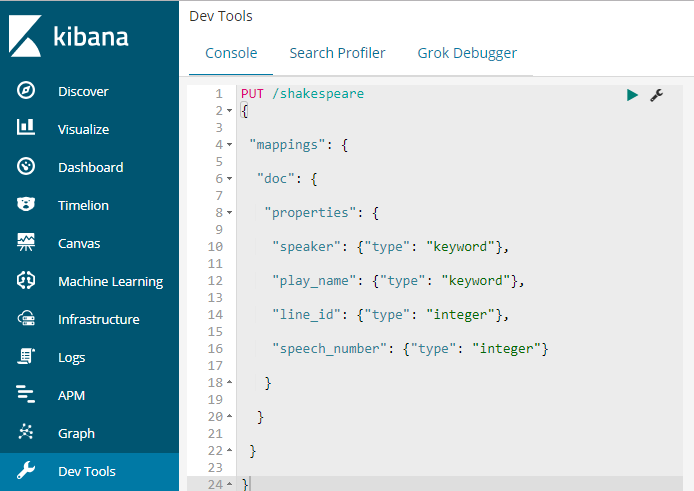 kibana
Discover
Visualize
Dashboard
Timelion
Canvas
Machine Learning
Infrastructure
Logs
APM
Graph
Dev Tools
Dev Tools
Console Search Profiler Grok Debugger
1 PUT /shakespeare
2 {
3
4 "mappings": {
5
6 "doc": {
7
8 "properties": {
9
10 "speaker": {"type": "keyword"},
11
12 "play_name": {"type": "keyword"},
13
14 "line_id": {"type": "integer"},
15
16 "speech_number": {"type": "integer"}
17
18 }
19
20 }
21
22 }
23
24 }